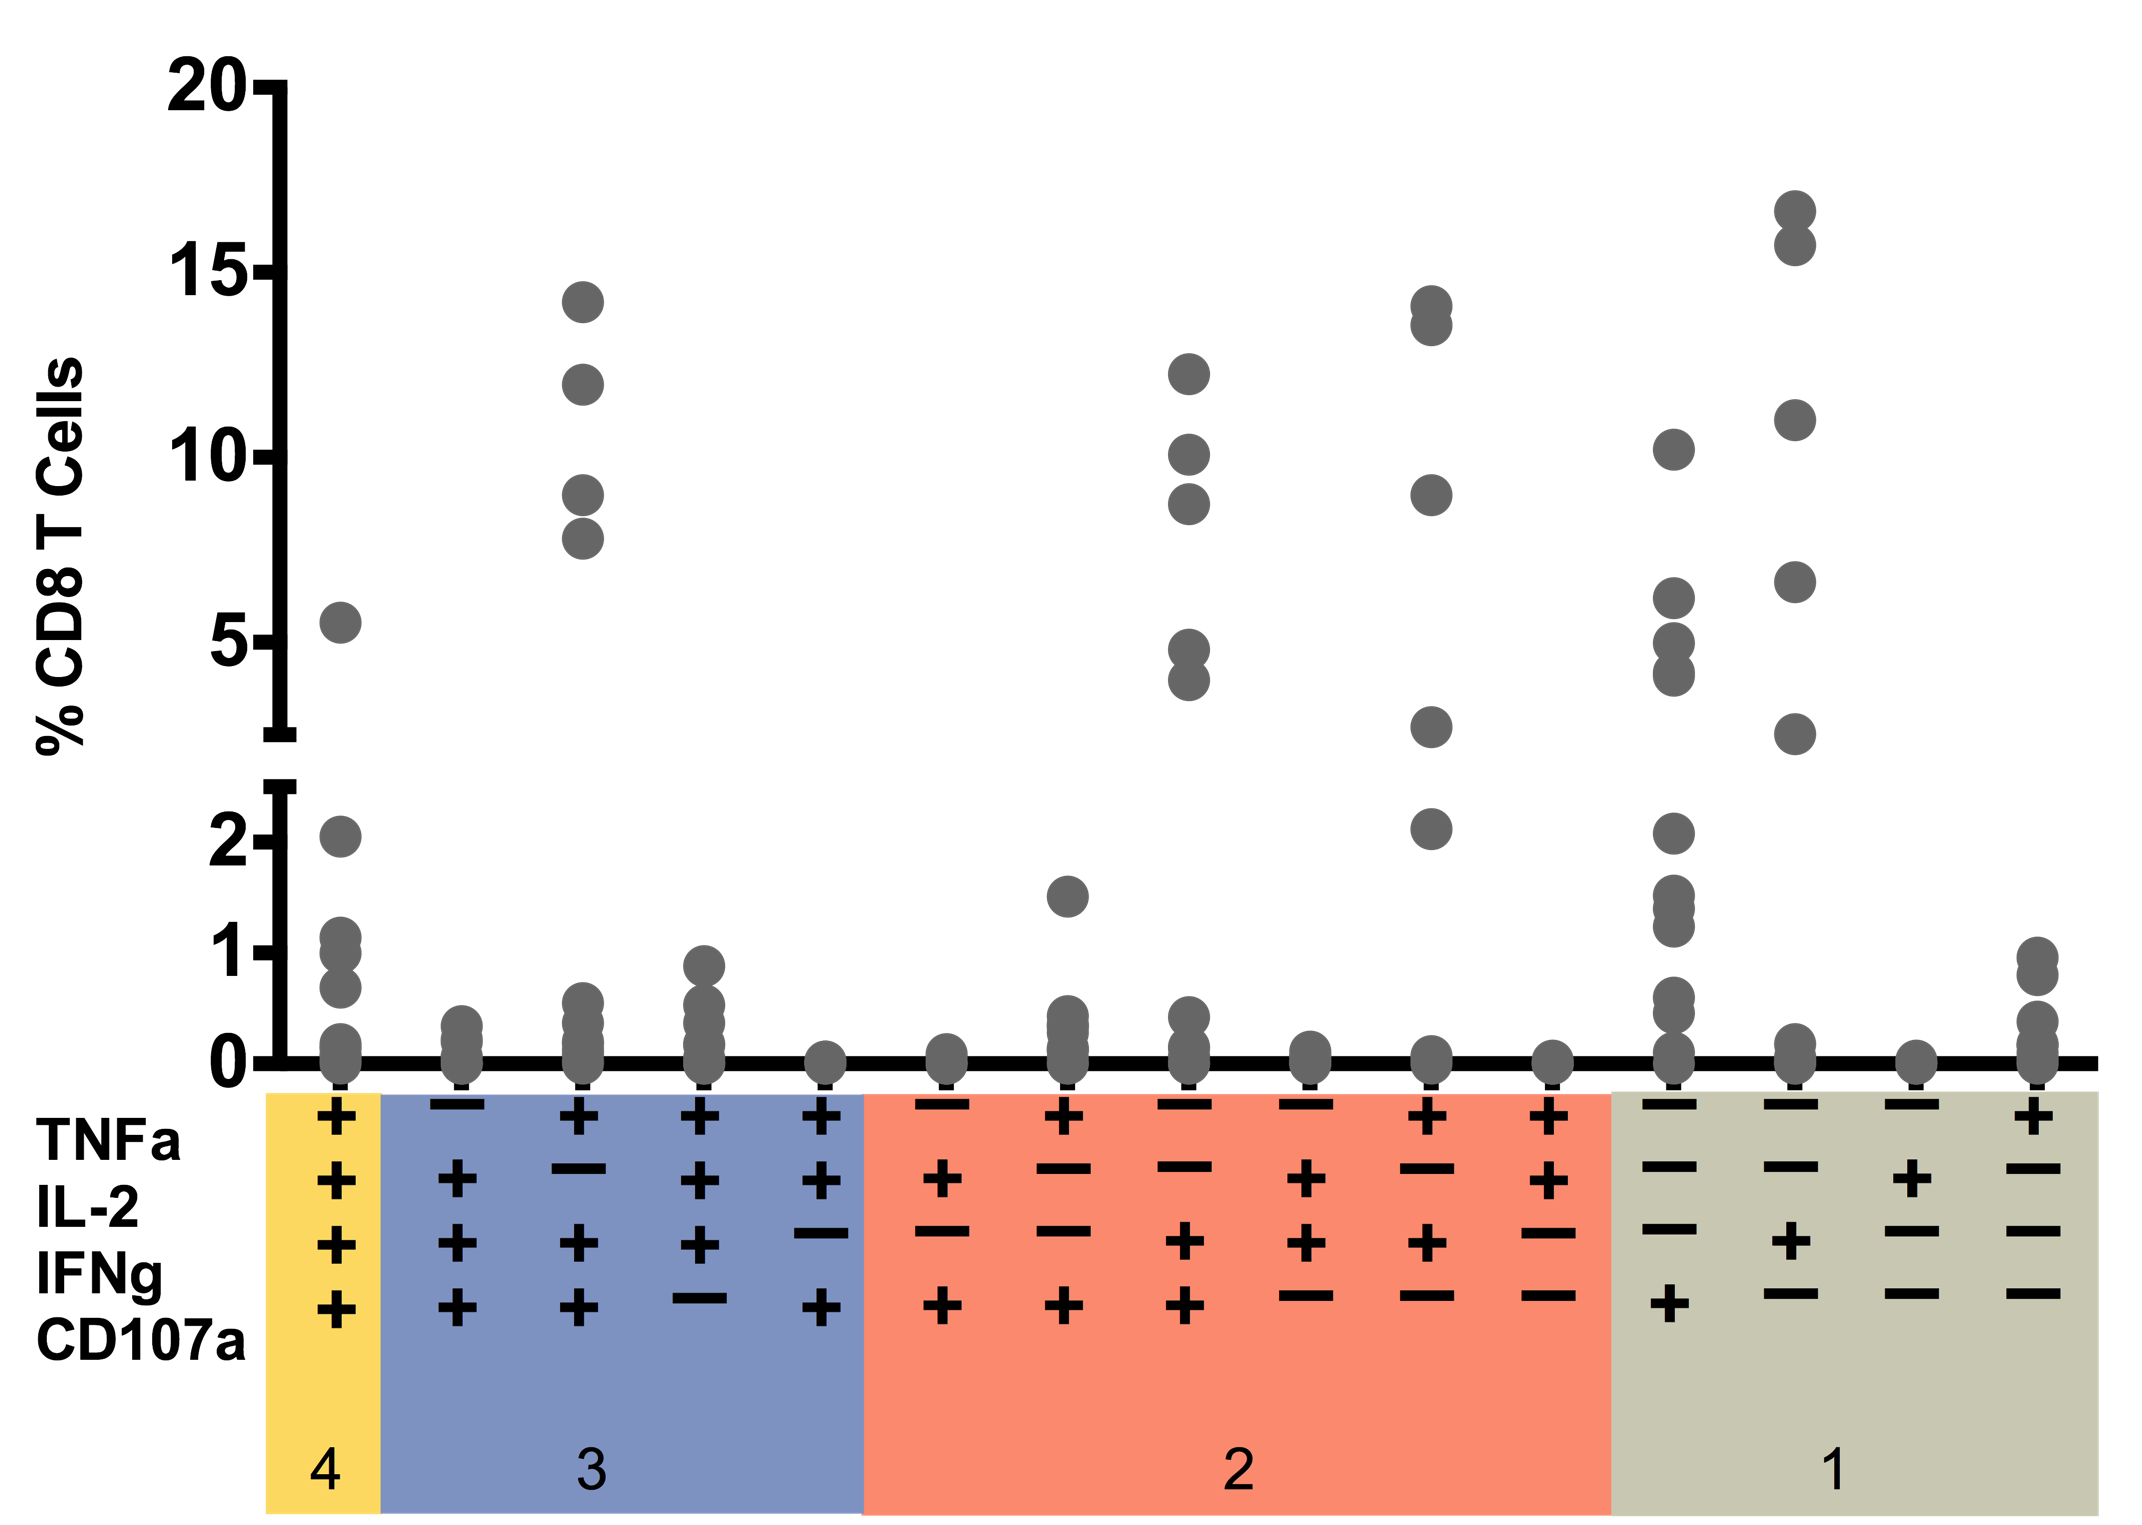 20
15
10
5
2
1
0
% CD8 T Cells
TNFa + − + + + − + − − + + − − − +
IL-2 + + − + + + − − + − + − − + −
IFNg + + + + − − − + + + − − + − −
CD107a + + + − + + + + − − − + − − −
4 3 2 1